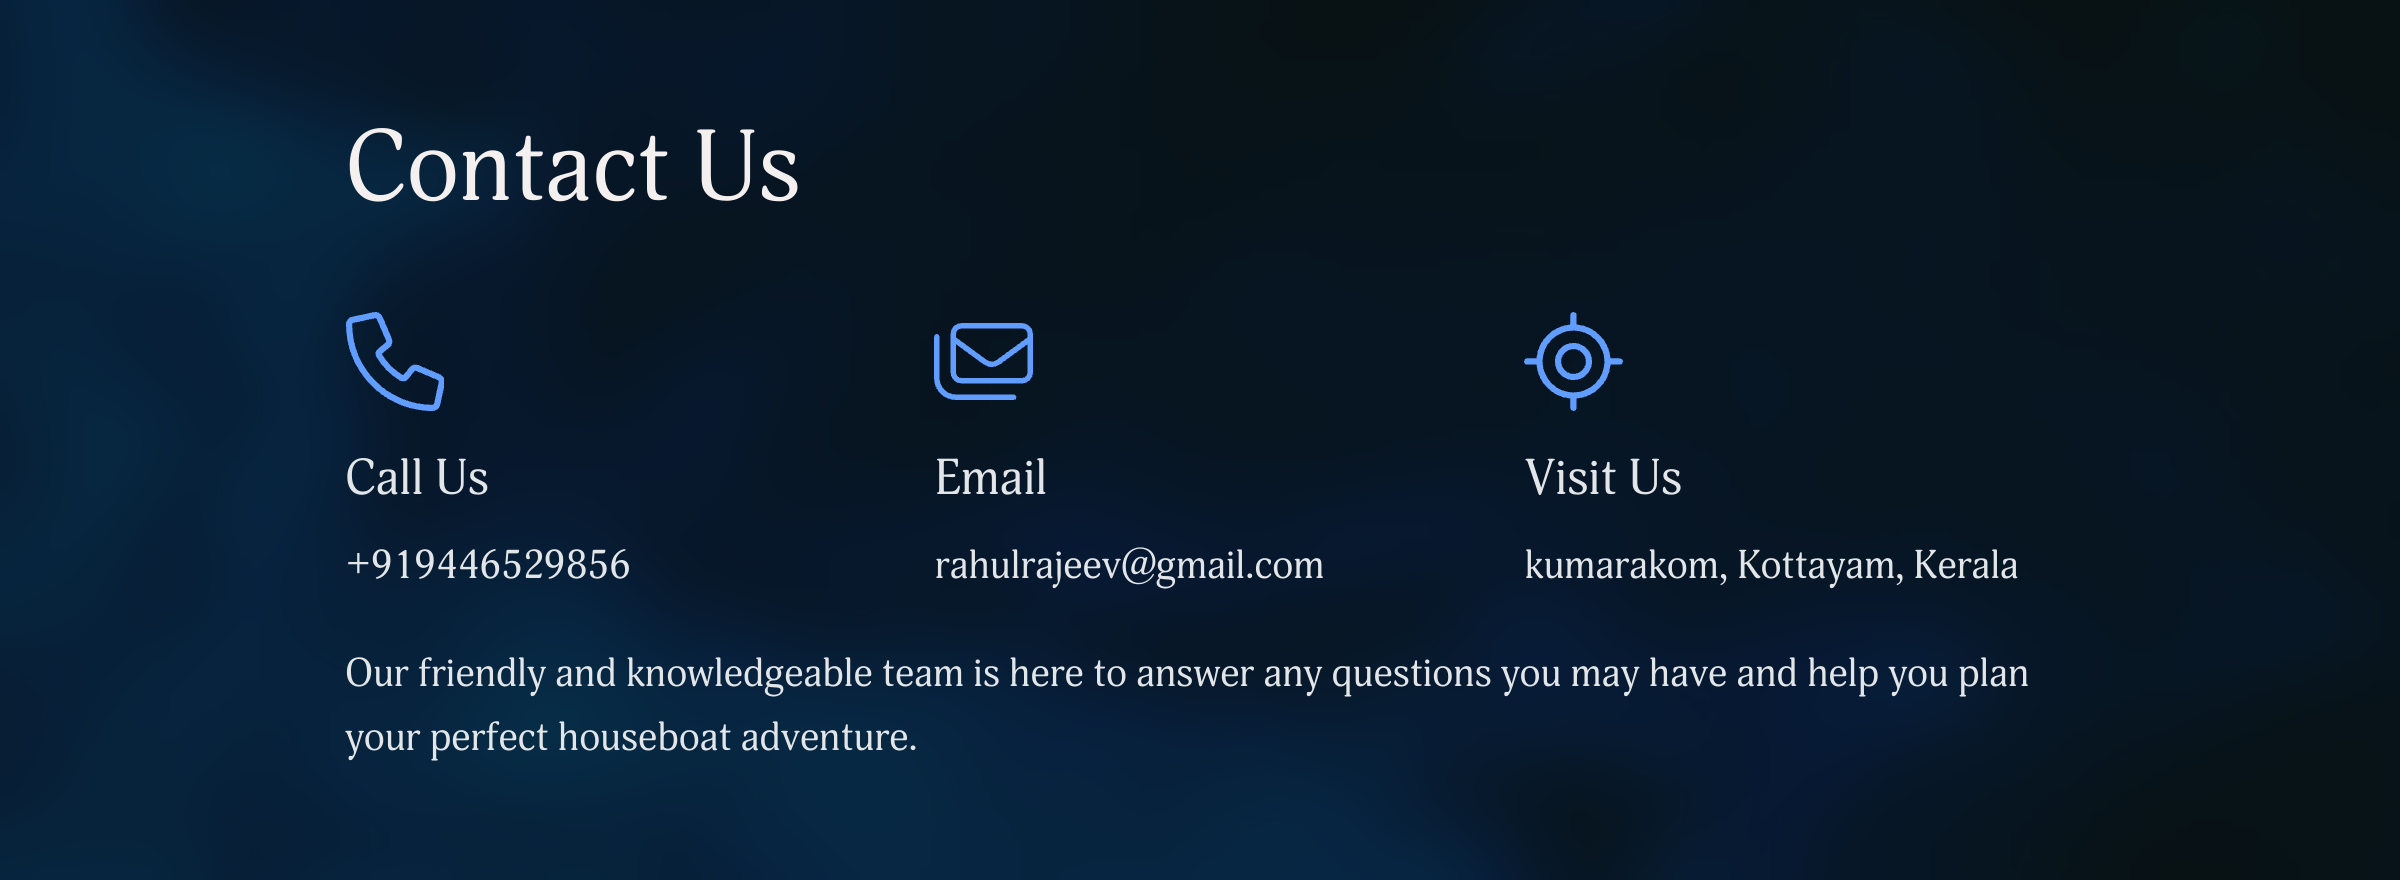 Contact Us
Call Us
Email
Visit Us
+919446529856
rahulrajeev@gmail.com
kumarakom, Kottayam, Kerala
Our friendly and knowledgeable team is here to answer any questions you may have and help you plan
your perfect houseboat adventure.